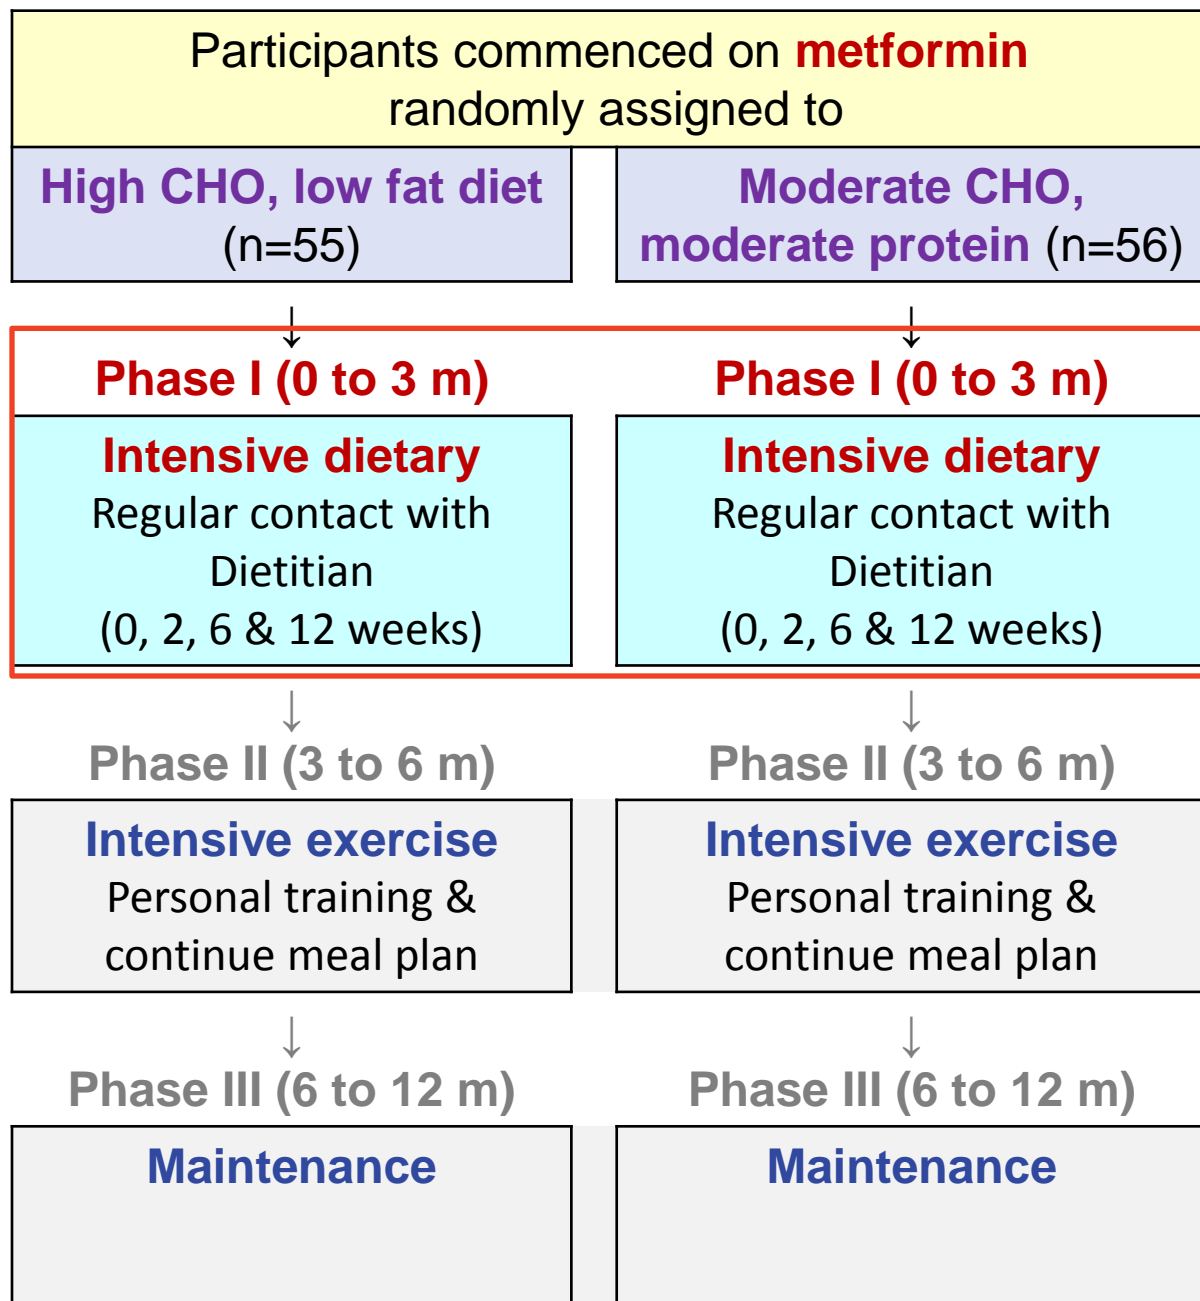 Participants commenced on metformin
randomly assigned to
High CHO, low fat diet
(n=55)
Moderate CHO,
moderate protein (n=56)
↓
↓
Phase I (0 to 3 m)
Phase I (0 to 3 m)
Intensive dietary
Regular contact with
Dietitian
(0, 2, 6 & 12 weeks)
Intensive dietary
Regular contact with
Dietitian
(0, 2, 6 & 12 weeks)
↓
↓
Phase II (3 to 6 m)
Phase II (3 to 6 m)
Intensive exercise
Personal training &
continue meal plan
Intensive exercise
Personal training &
continue meal plan
↓
↓
Phase III (6 to 12 m)
Phase III (6 to 12 m)
Maintenance
Maintenance